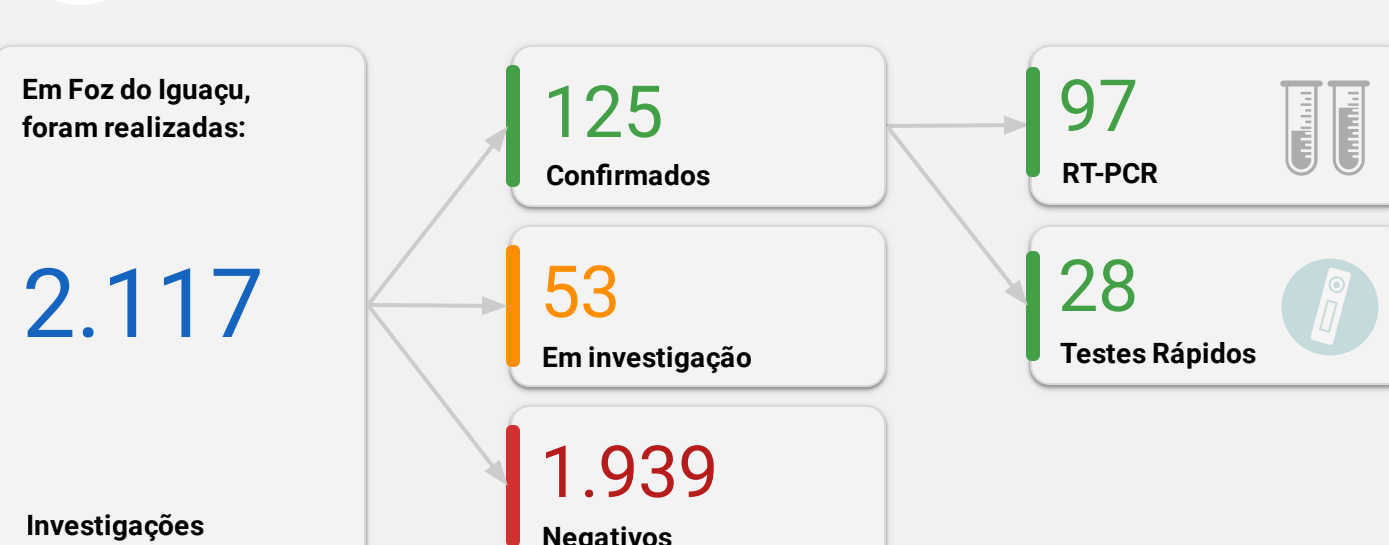 Em Foz do Iguaçu,
foram realizadas:
2.117
Investigações
125
Confirmados
53
Em investigação
1.939
Negativos
97
RT-PCR
28
Testes Rápidos